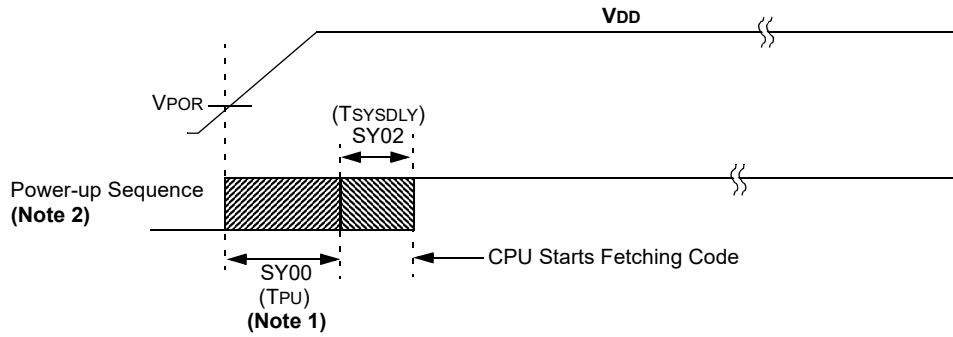 VDD
VPOR
(TSYSDLY)
SY02
Power-up Sequence
(Note 2)
CPU Starts Fetching Code
SY00
(TPU)
(Note 1)